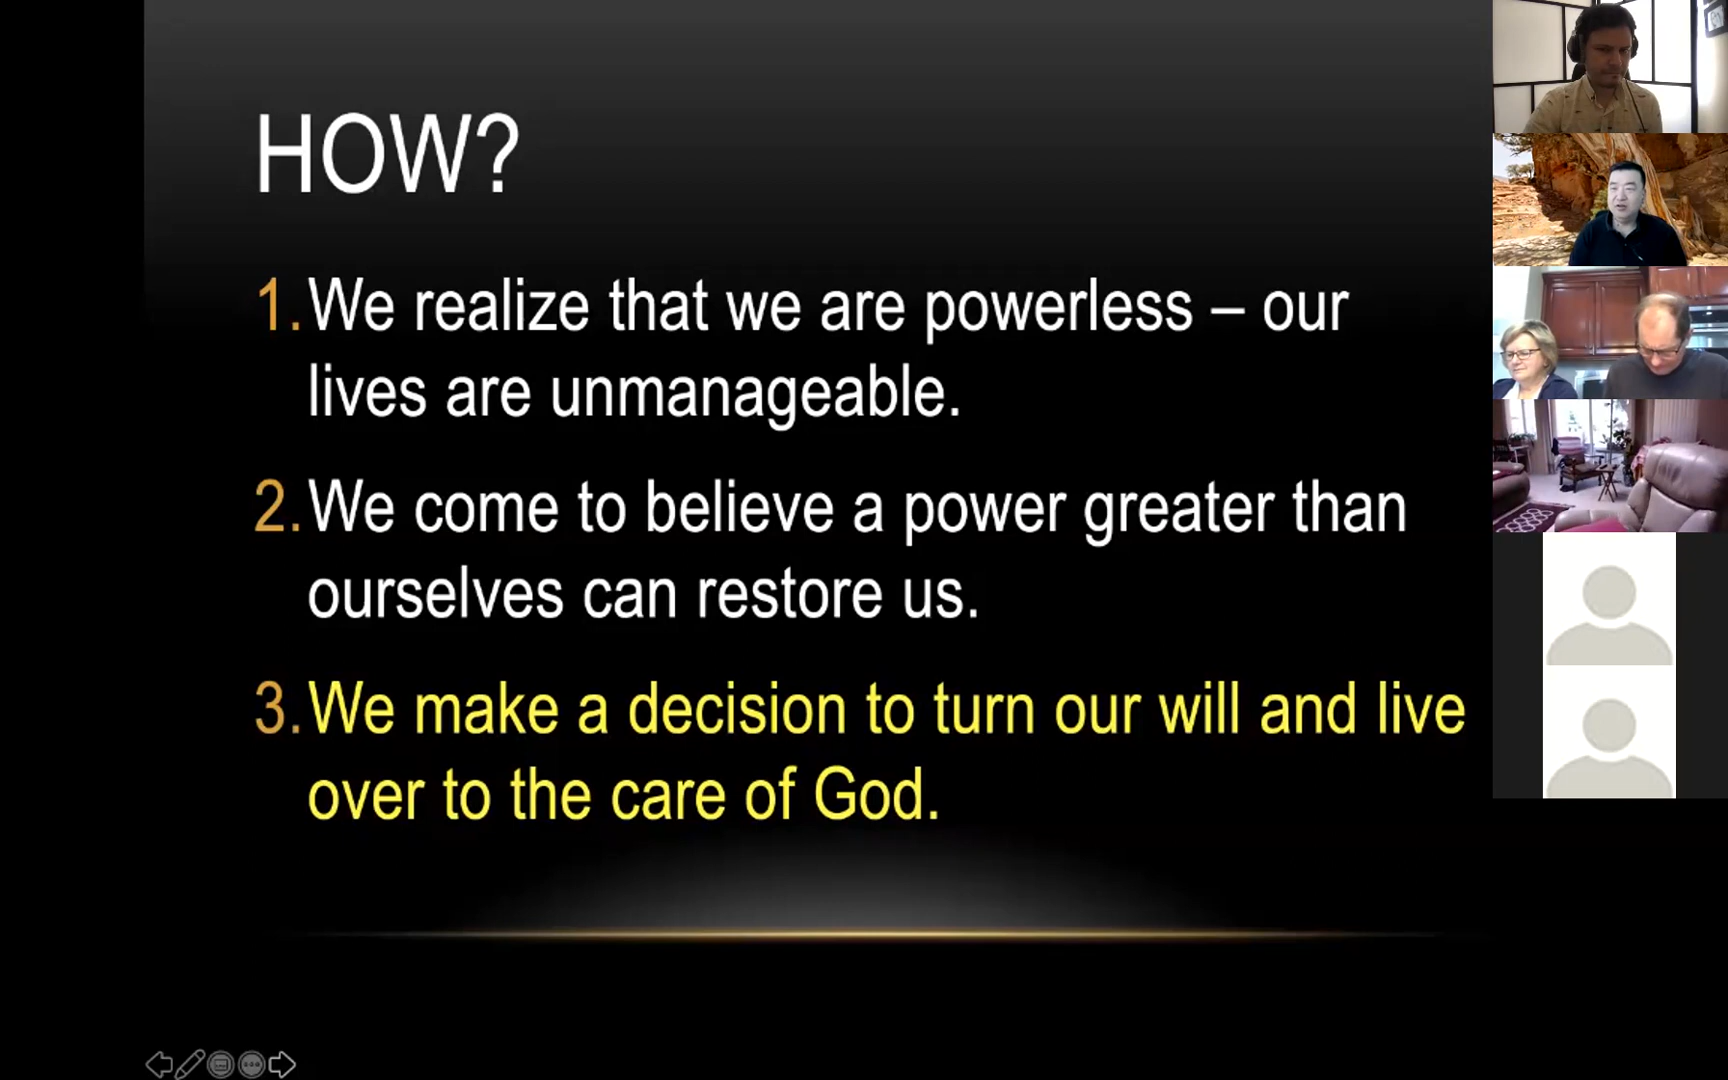 HOW?
1. We realize that we are powerless – our
lives are unmanageable.
2. We come to believe a power greater than
ourselves can restore us.
3. We make a decision to turn our will and live
over to the care of God.